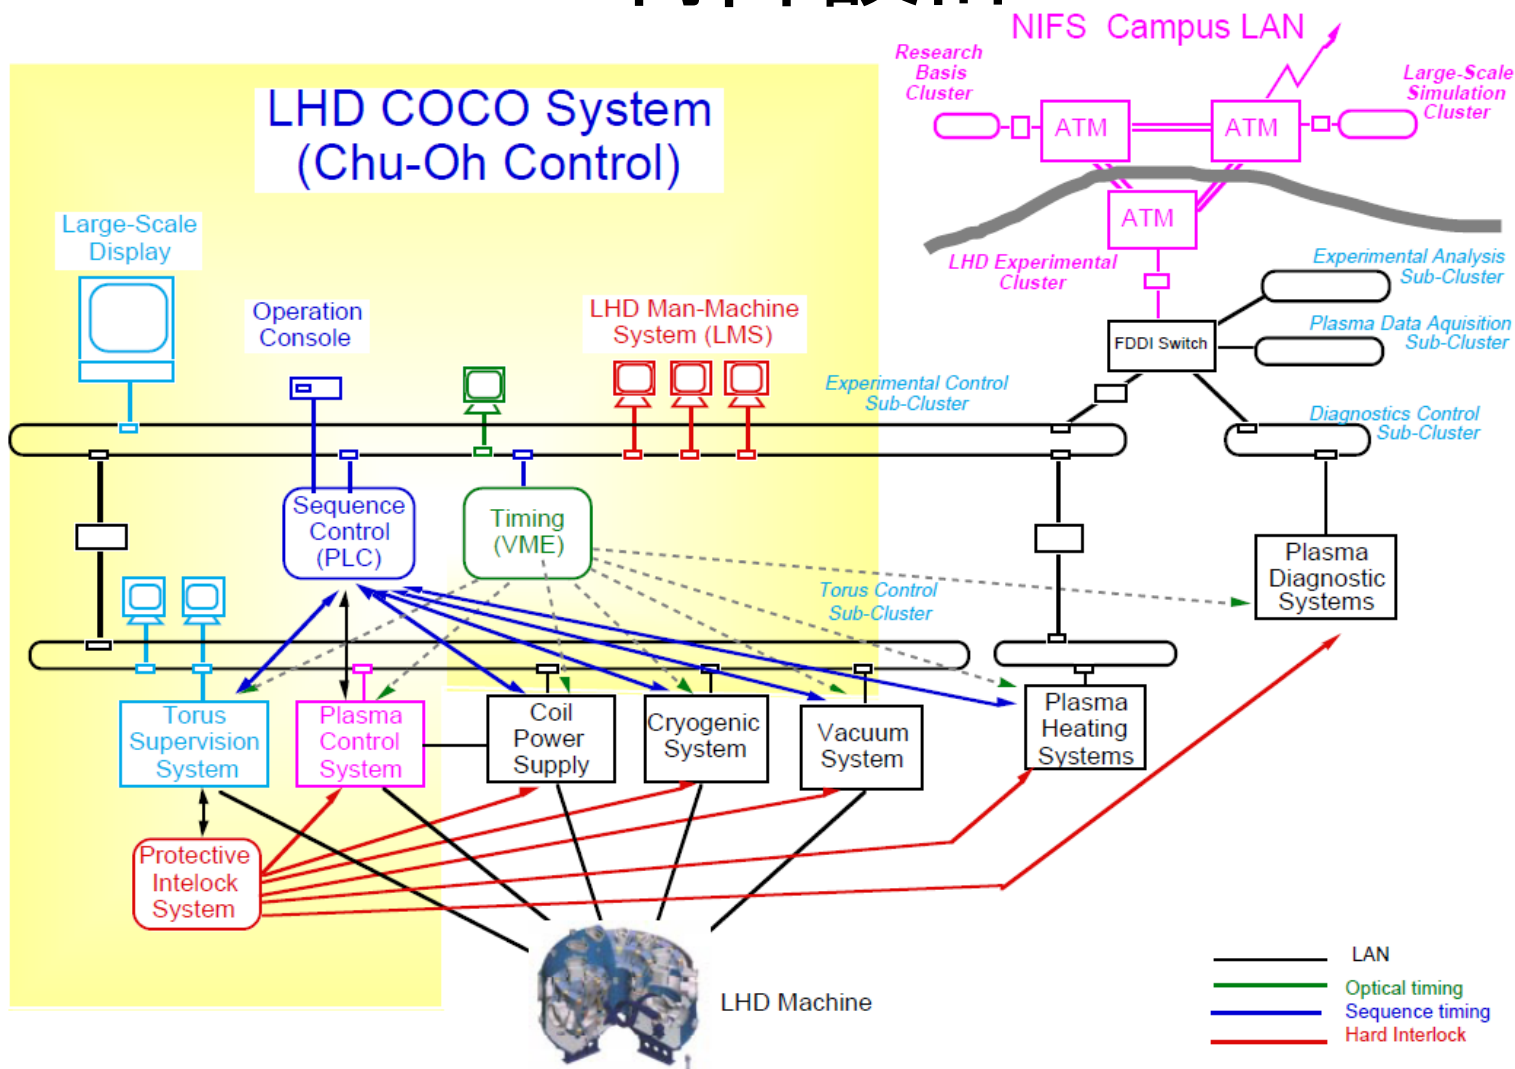 NIFS Campus LAN
Research
Basis
Cluster
Large-Scale
Simulation
Cluster
ATM
ATM
ATM
LHD COCO System
(Chu-Oh Control)
Large-Scale
Display
Operation
Console
LHD Man-Machine
System (LMS)
LHD Experimental
Cluster
Experimental Analysis
Sub-Cluster
FDDI Switch
Plasma Data Aquisition
Sub-Cluster
Experimental Control
Sub-Cluster
Diagnostics Control
Sub-Cluster
Sequence
Control
(PLC)
Timing
(VME)
Plasma
Diagnostic
Systems
Torus Control
Sub-Cluster
Torus
Supervision
System
Plasma
Control
System
Coil
Power
Supply
Cryogenic
System
Vacuum
System
Plasma
Heating
Systems
Protective
Intelock
System
LHD Machine
LAN
Optical timing
Sequence timing
Hard Interlock